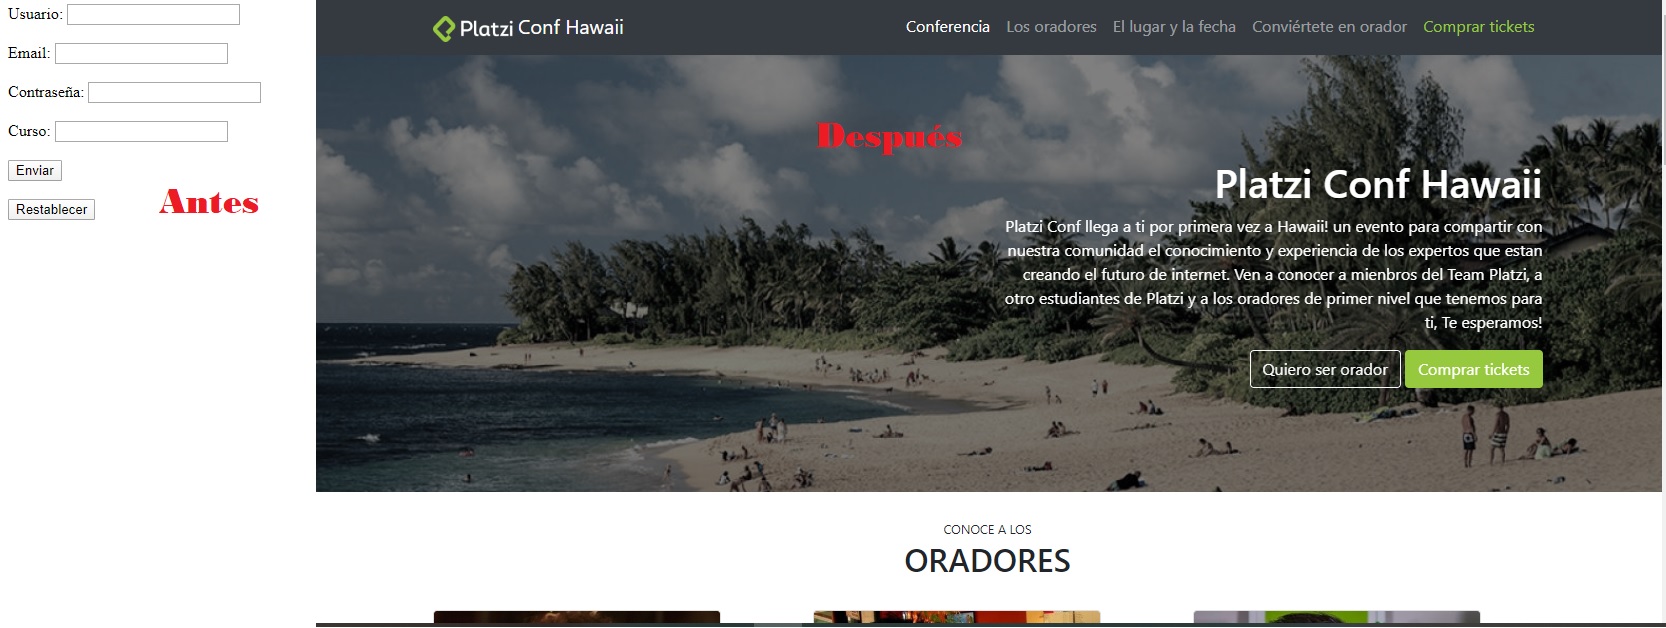 Usuario:
Email:
Contraseña:
Curso:
Enviar
Restablecer
Antes
Platzi Conf Hawaii
Conferencia Los oradores El lugar y la fecha Conviértete en orador Comprar tickets
Después
Platzi Conf Hawaii
Platzi Conf llega a ti por primera vez a Hawaii! un evento para compartir con
nuestra comunidad el conocimiento y experiencia de los expertos que estan
creando el futuro de internet. Ven a conocer a mienbros del Team Platzi, a
otro estudiantes de Platzi y a los oradores de primer nivel que tenemos para
ti, Te esperamos!
Quiero ser orador Comprar tickets
CONOCE A LOS
ORADORES